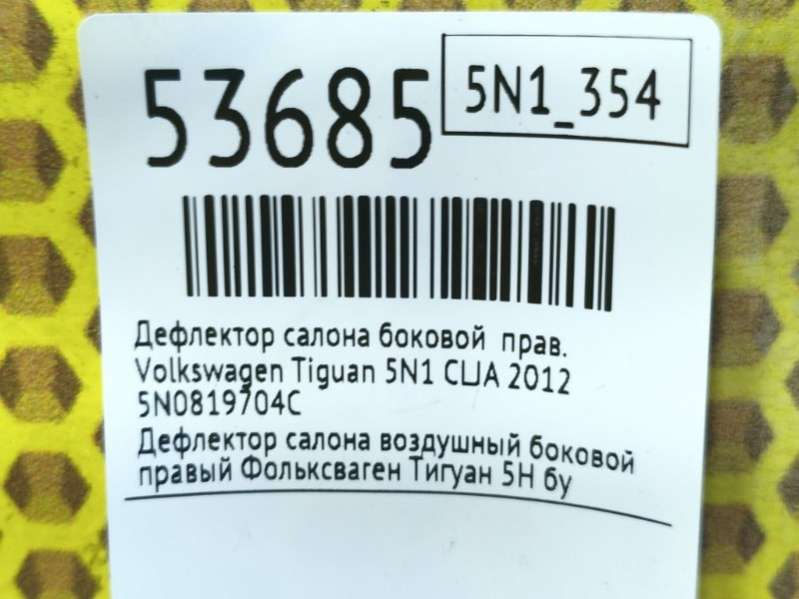 53685
5N1_354
Дефлектор салона боковой прав.
Volkswagen Tiguan 5N1 CIJA 2012
5N0819704C
Дефлектор салона воздушный боковой
правый Фольксваген Тигуан 5Н бу